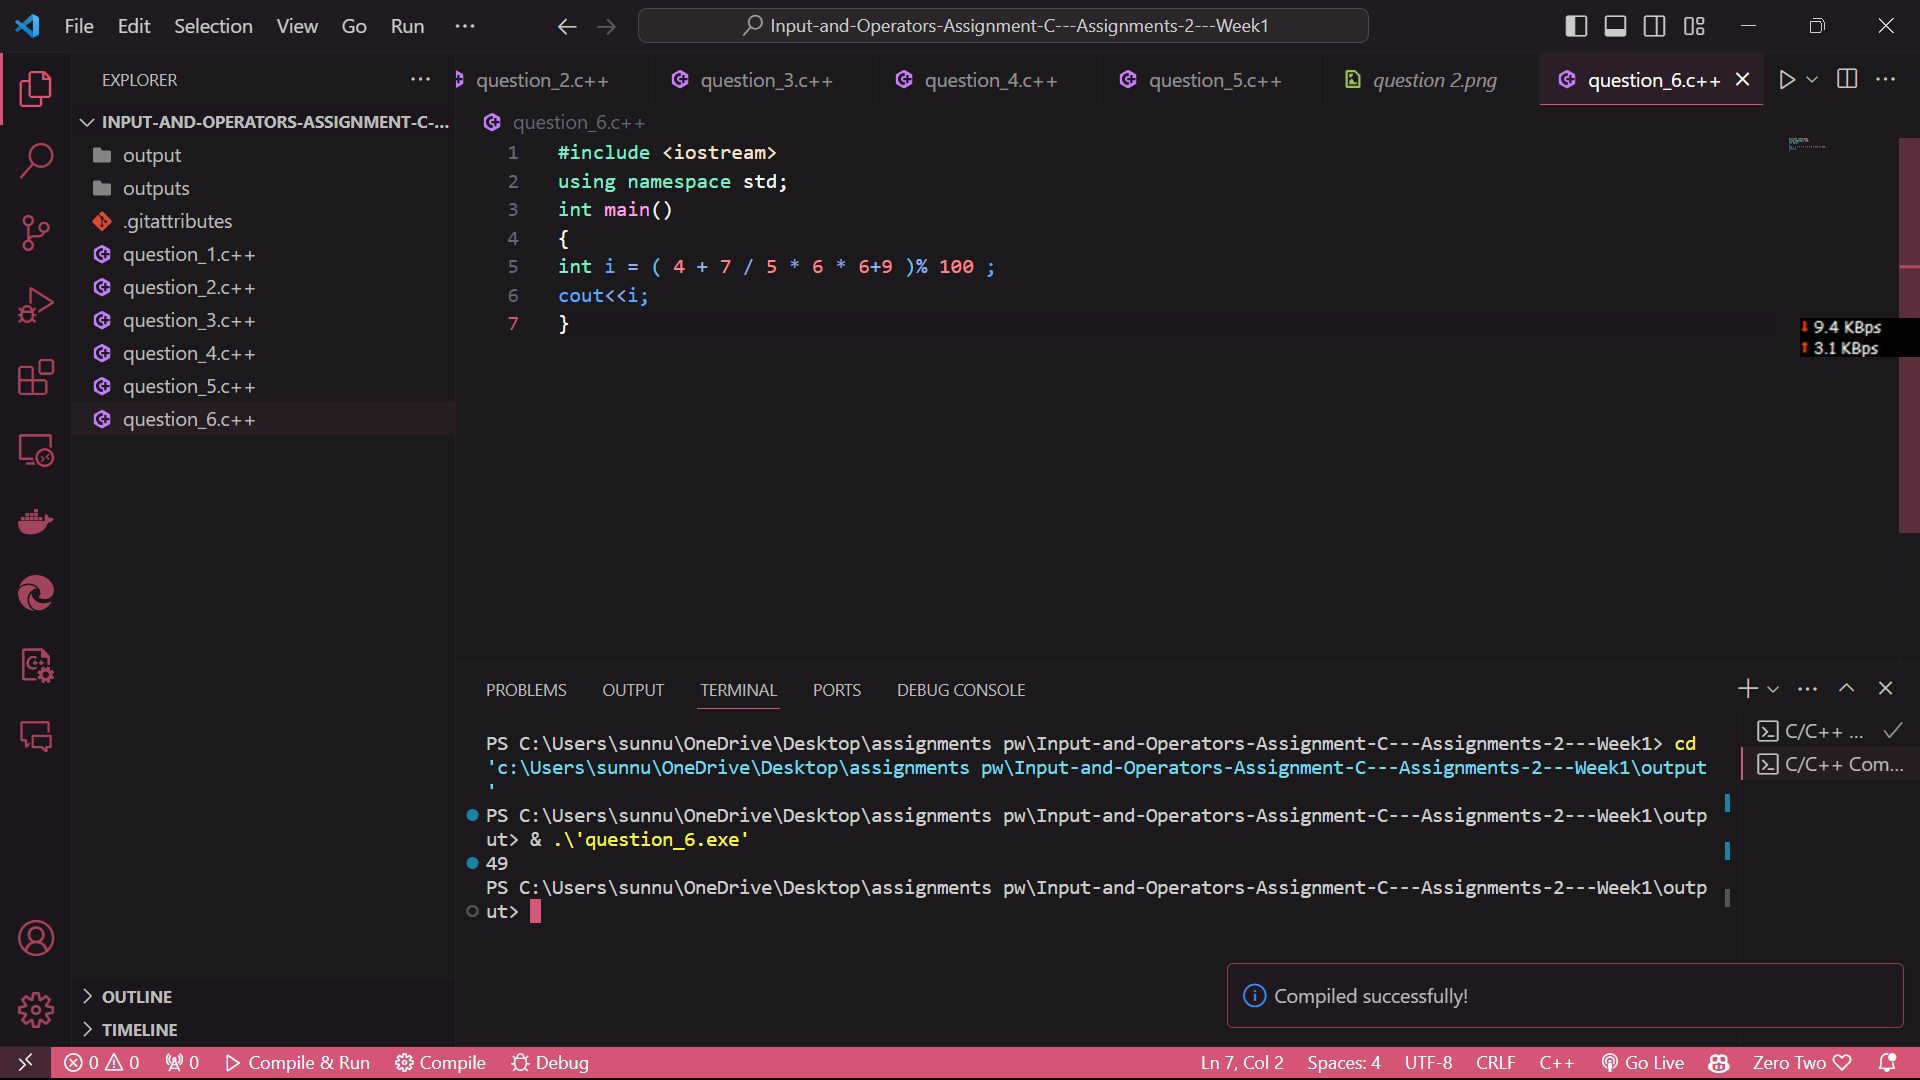 File Edit Selection View Go Run ···
Input-and-Operators-Assignment-C---Assignments-2---Week1
EXPLORER ···
question_2.c++ question_3.c++ question_4.c++ question_5.c++ question 2.png question_6.c++
INPUT-AND-OPERATORS-ASSIGNMENT-C-...
output
outputs
.gitattributes
question_1.c++
question_2.c++
question_3.c++
question_4.c++
question_5.c++
question_6.c++
question_6.c++
1 #include <iostream>
2 using namespace std;
3 int main()
4 {
5 int i = ( 4 + 7 / 5 * 6 * 6+9 )% 100 ;
6 cout<<i;
7 }
9.4 KBps
3.1 KBps
PROBLEMS OUTPUT TERMINAL PORTS DEBUG CONSOLE
PS C:\Users\sunnu\OneDrive\Desktop\assignments pw\Input-and-Operators-Assignment-C---Assignments-2---Week1> cd
'c:\Users\sunnu\OneDrive\Desktop\assignments pw\Input-and-Operators-Assignment-C---Assignments-2---Week1\output
'
PS C:\Users\sunnu\OneDrive\Desktop\assignments pw\Input-and-Operators-Assignment-C---Assignments-2---Week1\outp
ut> & .\'question_6.exe'
49
PS C:\Users\sunnu\OneDrive\Desktop\assignments pw\Input-and-Operators-Assignment-C---Assignments-2---Week1\outp
ut>
C/C++ ...
C/C++ Com...
Compiled successfully!
OUTLINE
TIMELINE
0 0 0 Compile & Run Compile Debug Ln 7, Col 2 Spaces: 4 UTF-8 CRLF C++ Go Live Zero Two ♡